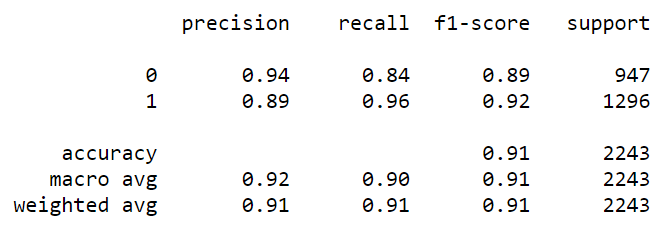 precision recall f1-score support
0 0.94 0.84 0.89 947
1 0.89 0.96 0.92 1296
accuracy 0.91 2243
macro avg 0.92 0.90 0.91 2243
weighted avg 0.91 0.91 0.91 2243